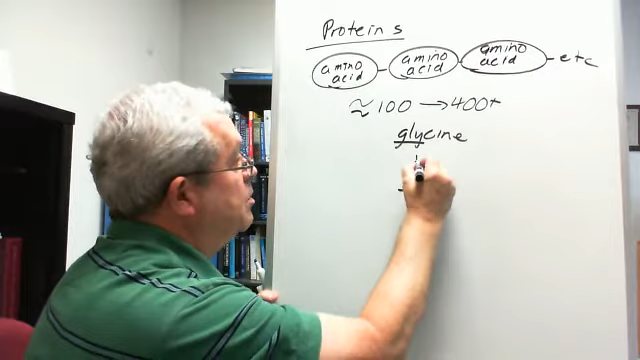 Proteins
amino acid - amino acid - amino acid - etc
≈ 100 → 400+
glycine